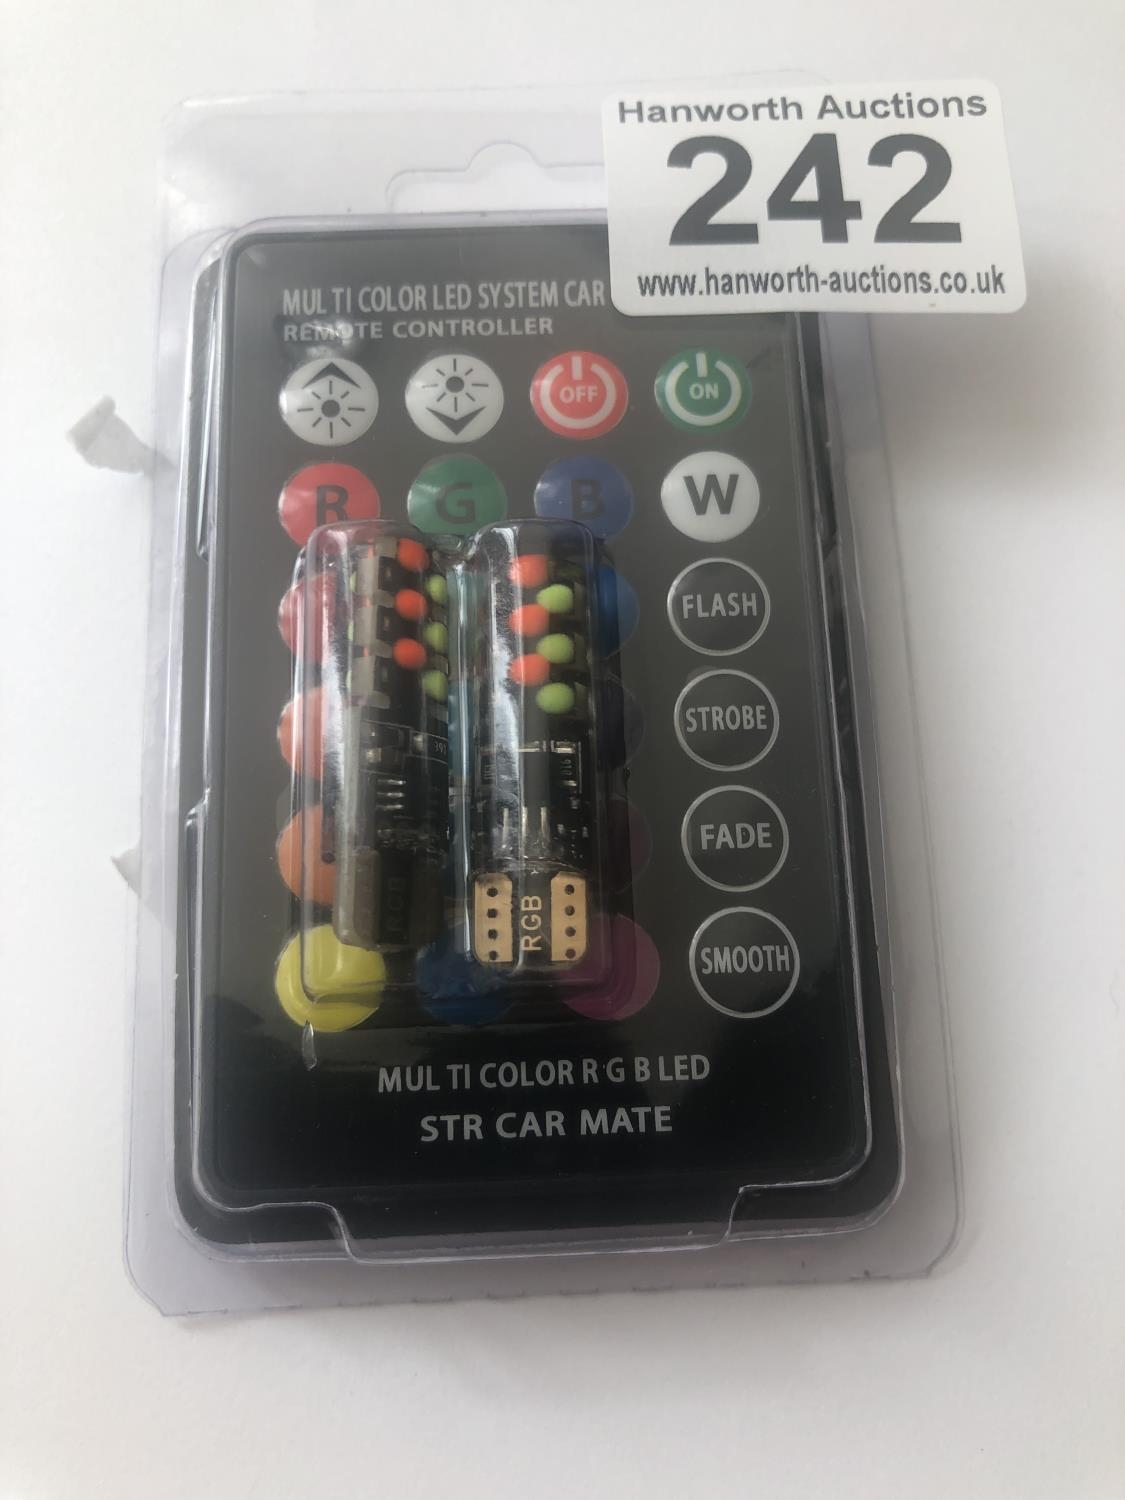 Hanworth Auctions
242
www.hanworth-auctions.co.uk
MUL TI COLOR LED SYSTEM CAR
REMOTE CONTROLLER
OFF ON
R G B W
FLASH
STROBE
391
FADE
RGB RGB
SMOOTH
MUL TI COLOR R G B LED
STR CAR MATE